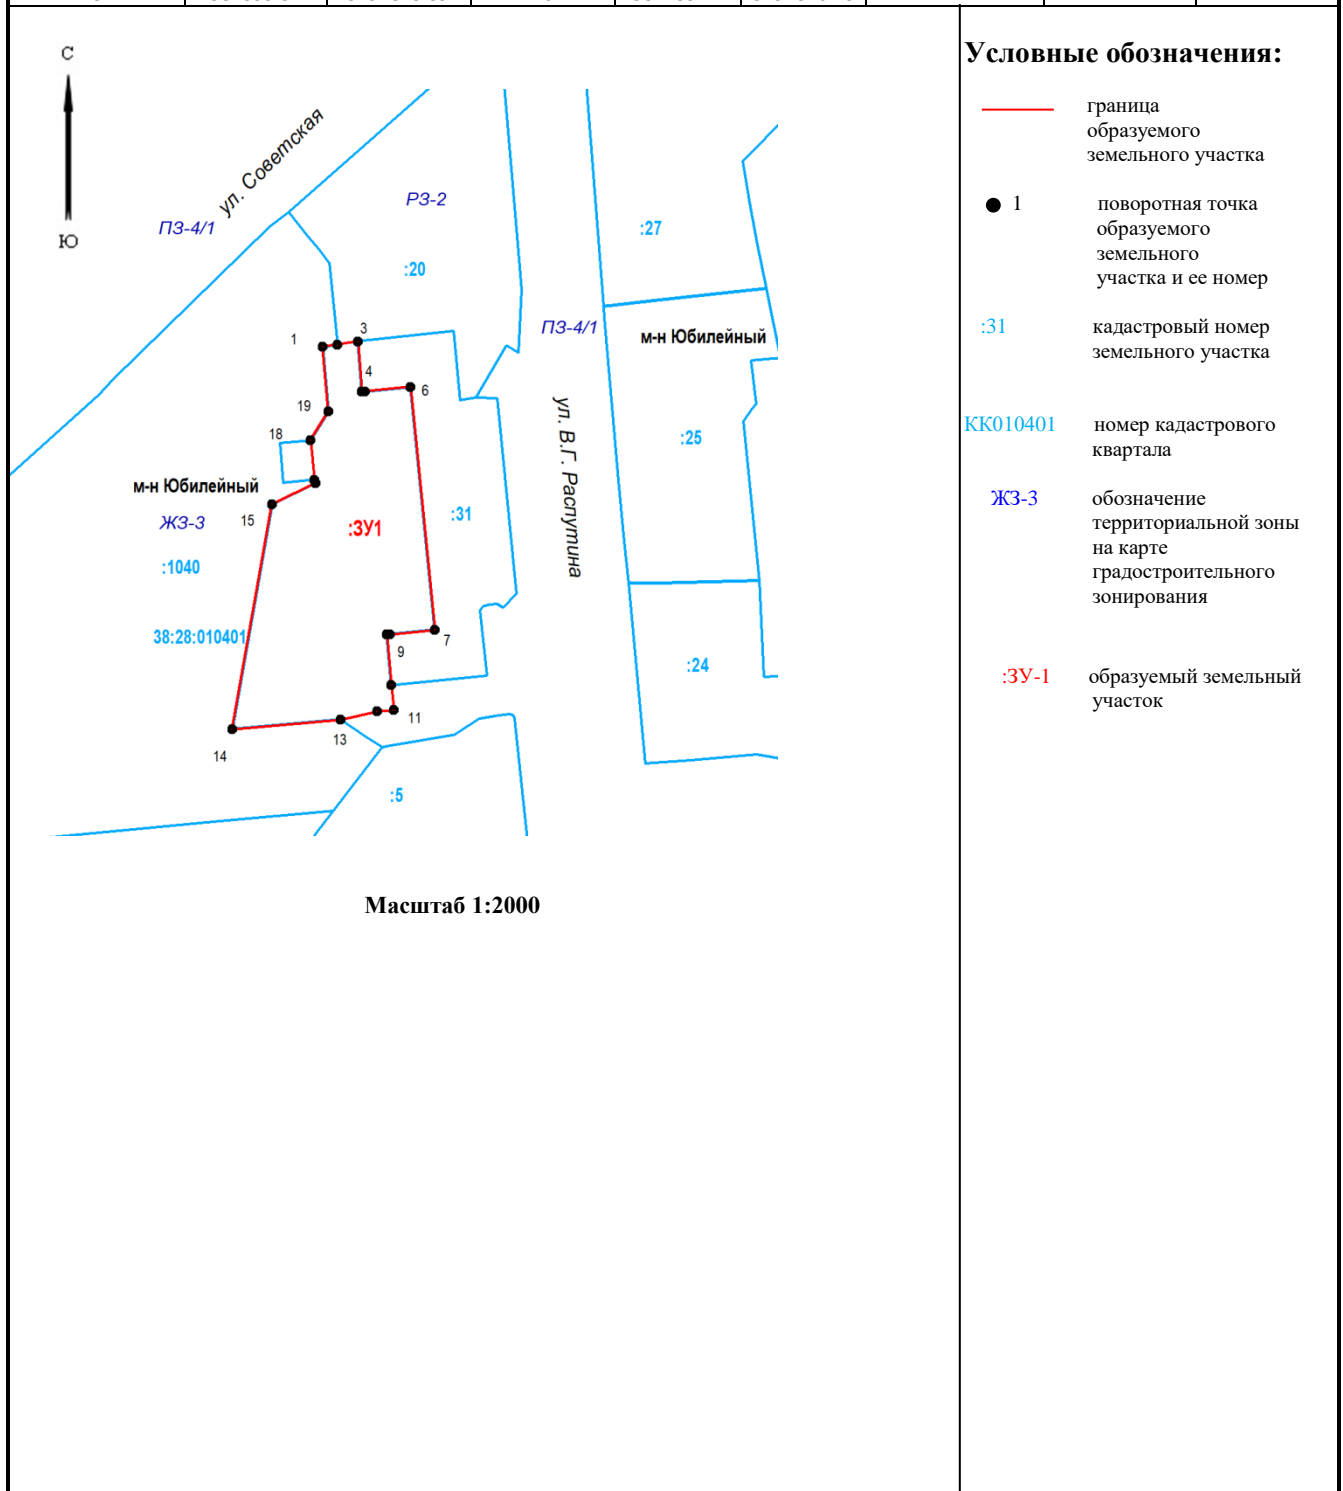 С
Ю
ул. Советская
ПЗ-4/1
РЗ-2
:20
:27
ПЗ-4/1
м-н Юбилейный
1
3
4
6
19
18
ул. В.Г. Распутина
:25
м-н Юбилейный
15
ЖЗ-3
:ЗУ1
:31
:1040
38:28:010401
7
9
:24
11
13
14
:5
Масштаб 1:2000
Условные обозначения:
граница
образуемого
земельного участка
1
поворотная точка
образуемого
земельного
участка и ее номер
:31
кадастровый номер
земельного участка
КК010401
номер кадастрового
квартала
ЖЗ-3
обозначение
территориальной зоны
на карте
градостроительного
зонирования
:ЗУ-1
образуемый земельный
участок